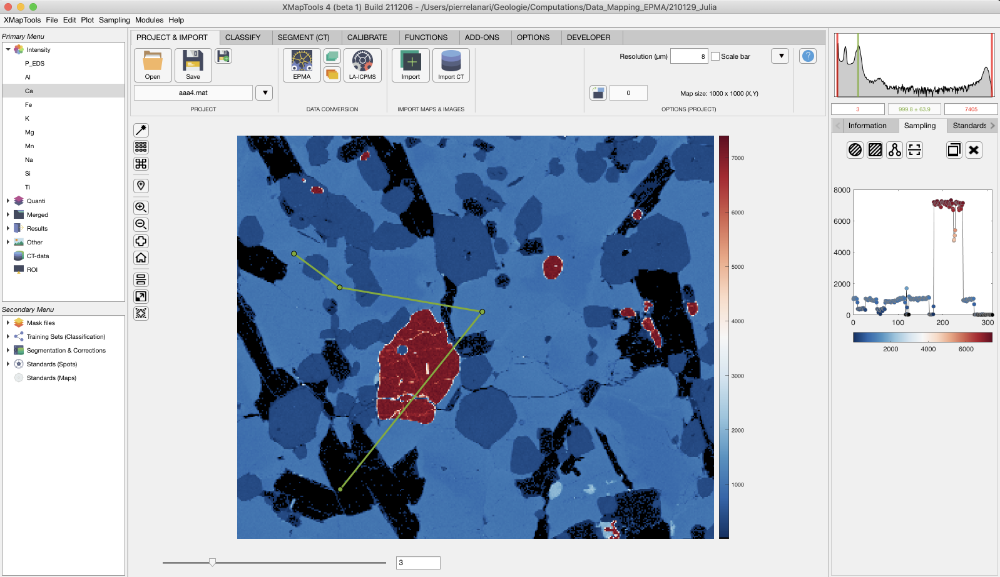 XMapTools 4 (beta 1) Build 211206 - /Users/pierrelanari/Geologie/Computations/Data_Mapping_EPMA/210129_Julia
XMapTools File Edit Plot Sampling Modules Help
Primary Menu
Intensity
P_EDS
Al
Ca
Fe
K
Mg
Mn
Na
Si
Ti
Quanti
Merged
Results
Other
CT-data
ROI
Secondary Menu
Mask files
Training Sets (Classification)
Segmentation & Corrections
Standards (Spots)
Standards (Maps)
PROJECT & IMPORT CLASSIFY SEGMENT (CT) CALIBRATE FUNCTIONS ADD-ONS OPTIONS DEVELOPER
Open Save EPMA LA-ICPMS Import Import CT
aaa4.mat
PROJECT DATA CONVERSION IMPORT MAPS & IMAGES
Resolution (µm) 8 Scale bar
0 Map size: 1000 x 1000 (X,Y)
OPTIONS (PROJECT)
7000
6000
5000
4000
3000
2000
1000
3
3 999.8 ± 63.9 7405
Information Sampling Standards
8000
6000
4000
2000
0
0 100 200 300
2000 4000 6000